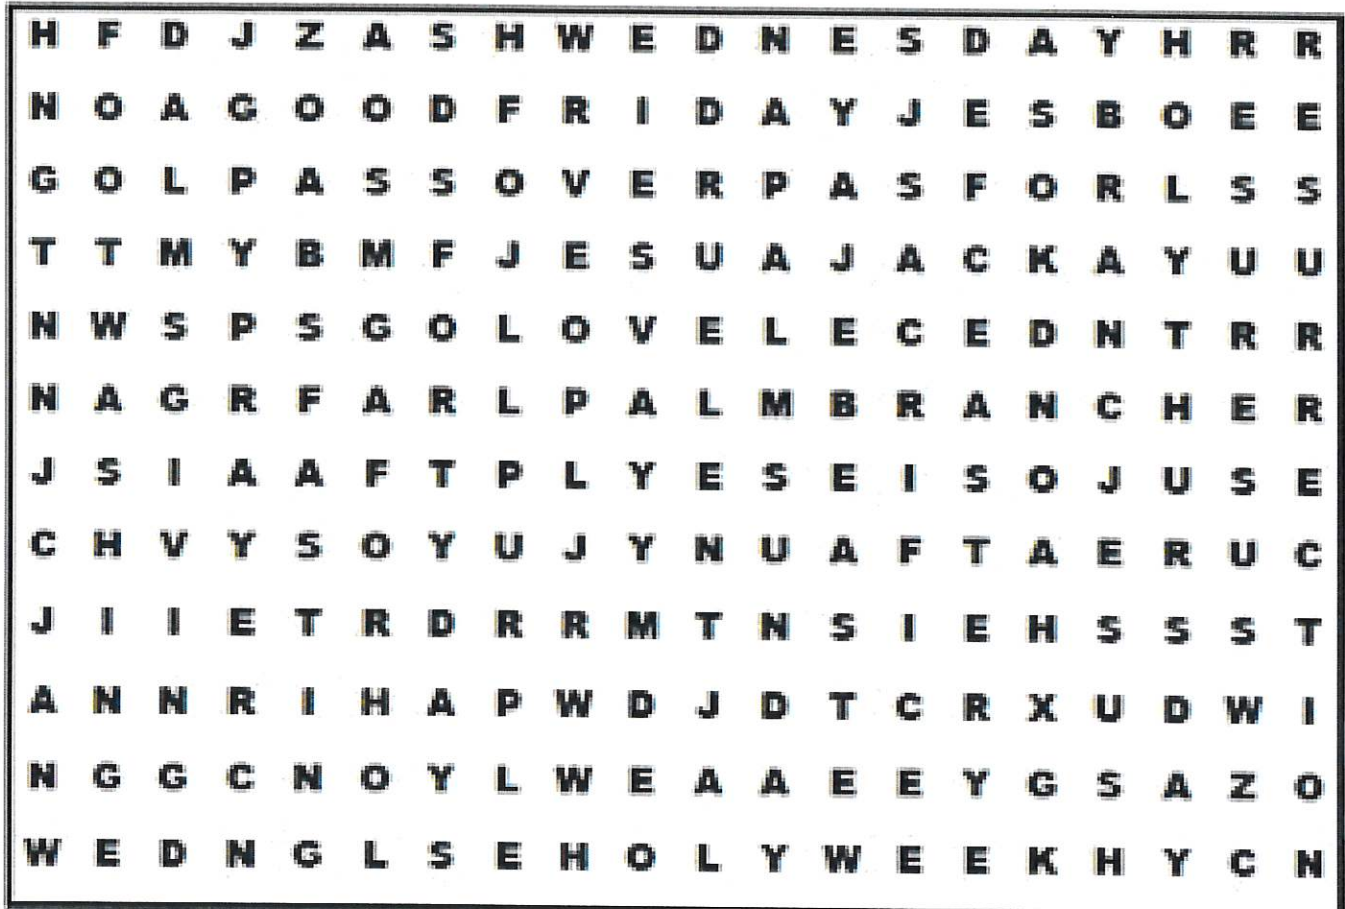 H F D J Z A S H W E D N E S D A Y H R R
N O A G O O D F R I D A Y J E S B O E E
G O L P A S S O V E R P A S F O R L S S
T T M Y B M F J E S U A J A C K A Y U U
N W S P S G O L O V E L E C E D N T R R
N A G R F A R L P A L M B R A N C H E R
J S I A A F T P L Y E S E I S O J U S E
C H V Y S O Y U J Y N U A F T A E R U C
J I I E T R D R R M T N S I E H S S S T
A N N R I H A P W D J D T C R X U D W I
N G G C N O Y L W E A A E E Y G S A Z O
W E D N G L S E H O L Y W E E K H Y C N